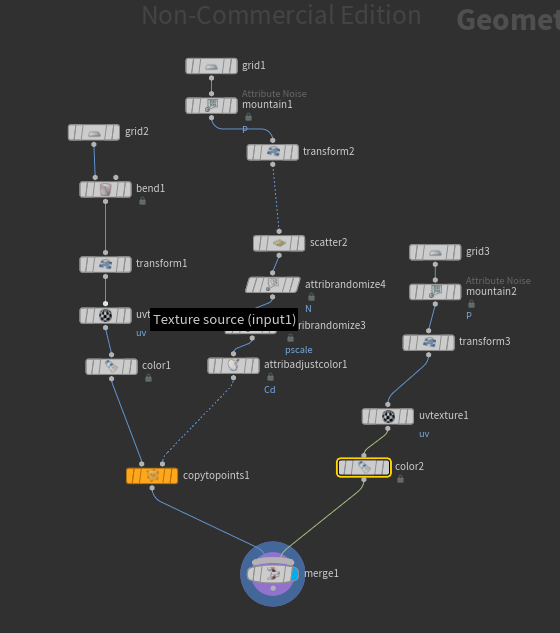 Non-Commercial Edition
Geomet
grid1
Attribute Noise
mountain1
P
grid2
transform2
bend1
scatter2
grid3
transform1
attribrandomize4
N
Attribute Noise
mountain2
P
uvt
Texture source (input1)
uv
ribrandomize3
pscale
transform3
color1
attribadjustcolor1
Cd
uvtexture1
uv
color2
copytopoints1
merge1